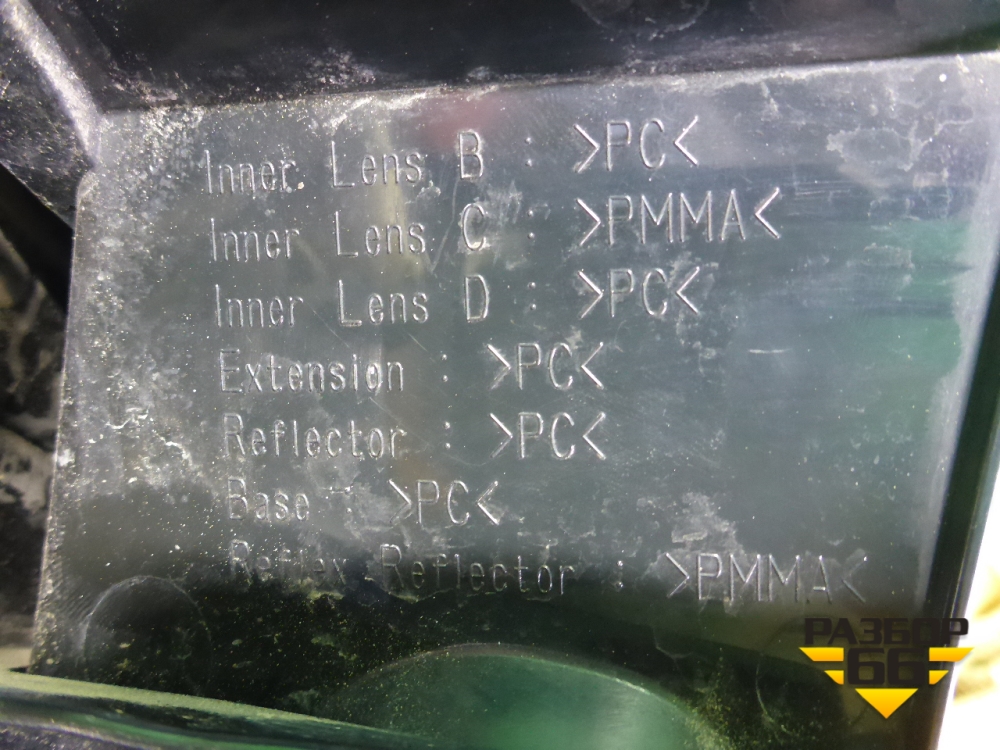 Inner Lens B : >PC<
Inner Lens C : >PMMA<
Inner Lens D : >PC<
Extension : >PC<
Reflector : >PC<
Base : >PC<
Reflex Reflector : >PMMA<
РАЗБОР
66